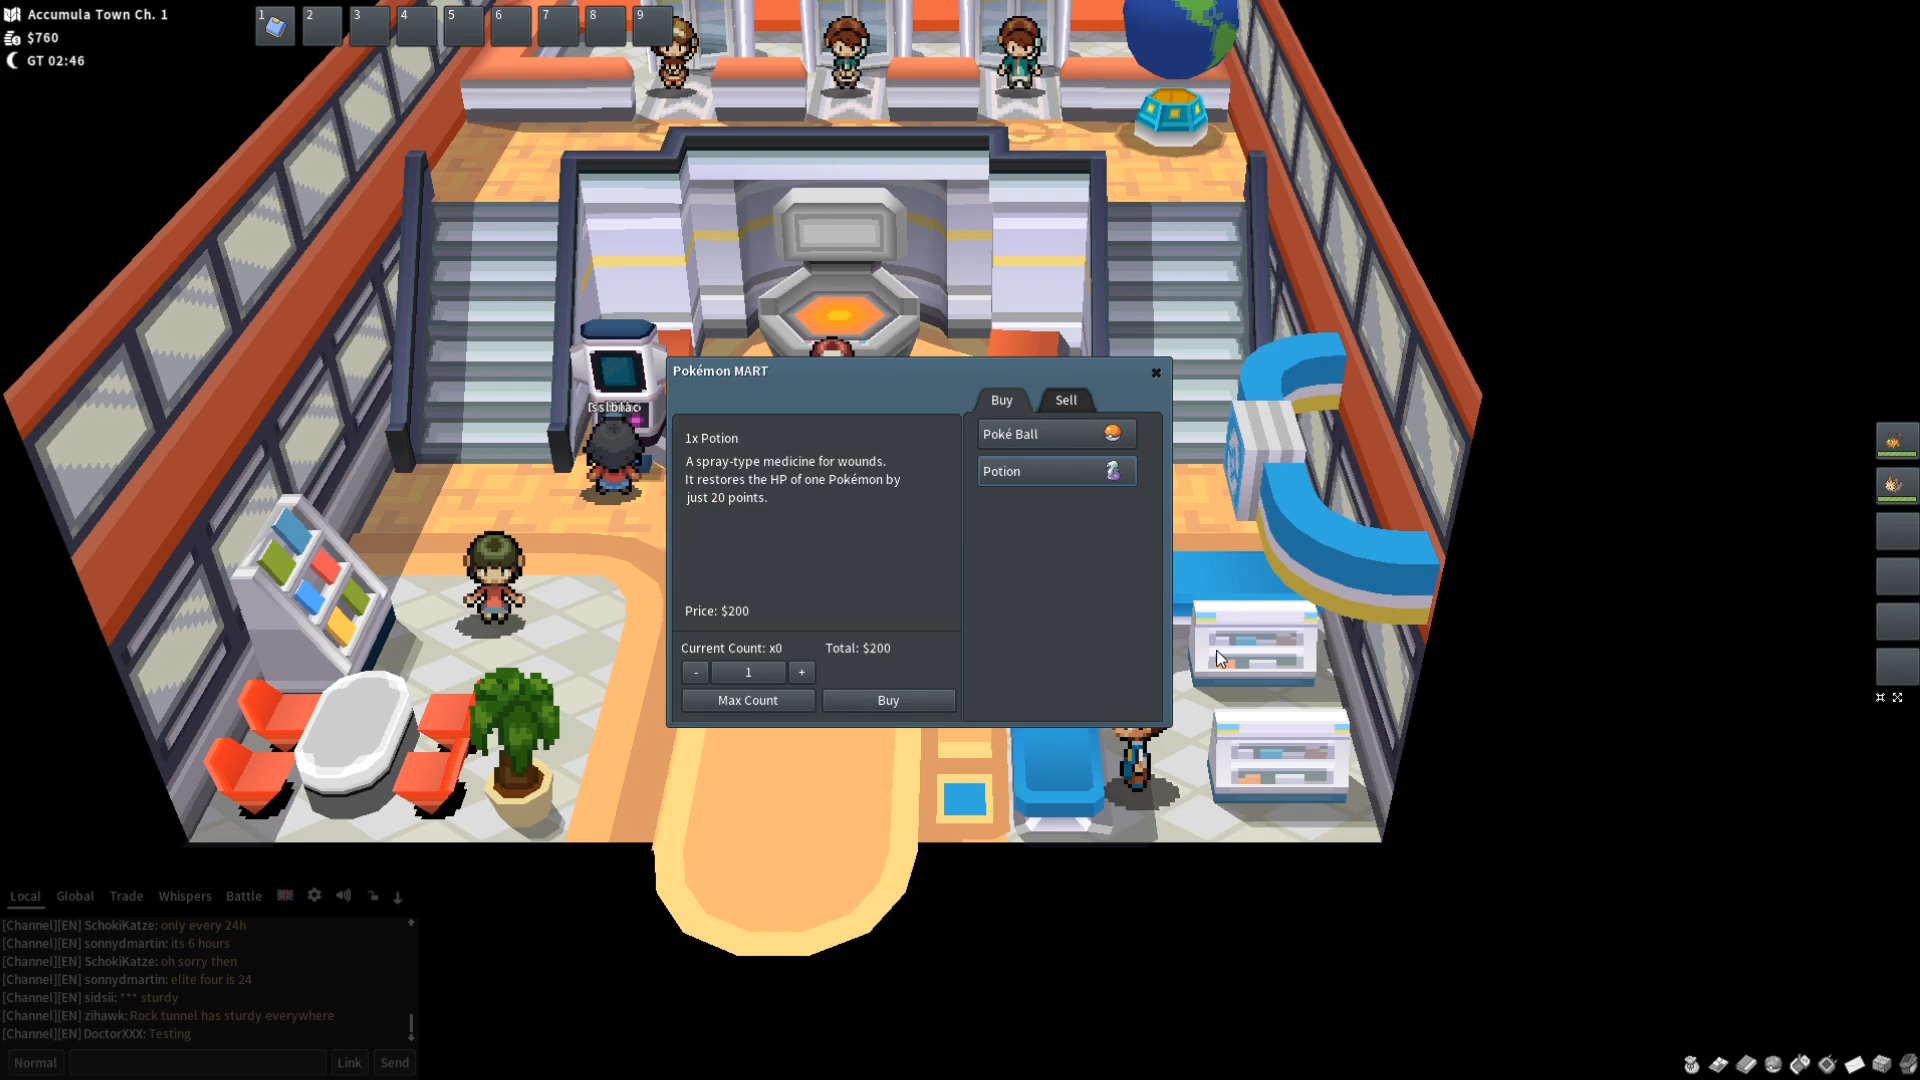 Accumula Town Ch. 1
$760
GT 02:46
1 2 3 4 5 6 7 8 9
Pokémon MART
Buy Sell
1x Potion
A spray-type medicine for wounds.
It restores the HP of one Pokémon by
just 20 points.
Price: $200
Current Count: x0 Total: $200
- 1 +
Max Count Buy
Poké Ball
Potion
Local Global Trade Whispers Battle
[Channel][EN] SchokiKatze: only every 24h
[Channel][EN] sonnydmartin: its 6 hours
[Channel][EN] SchokiKatze: oh sorry then
[Channel][EN] sonnydmartin: elite four is 24
[Channel][EN] sidsii: *** sturdy
[Channel][EN] zihawk: Rock tunnel has sturdy everywhere
[Channel][EN] DoctorXXX: Testing
Normal Link Send